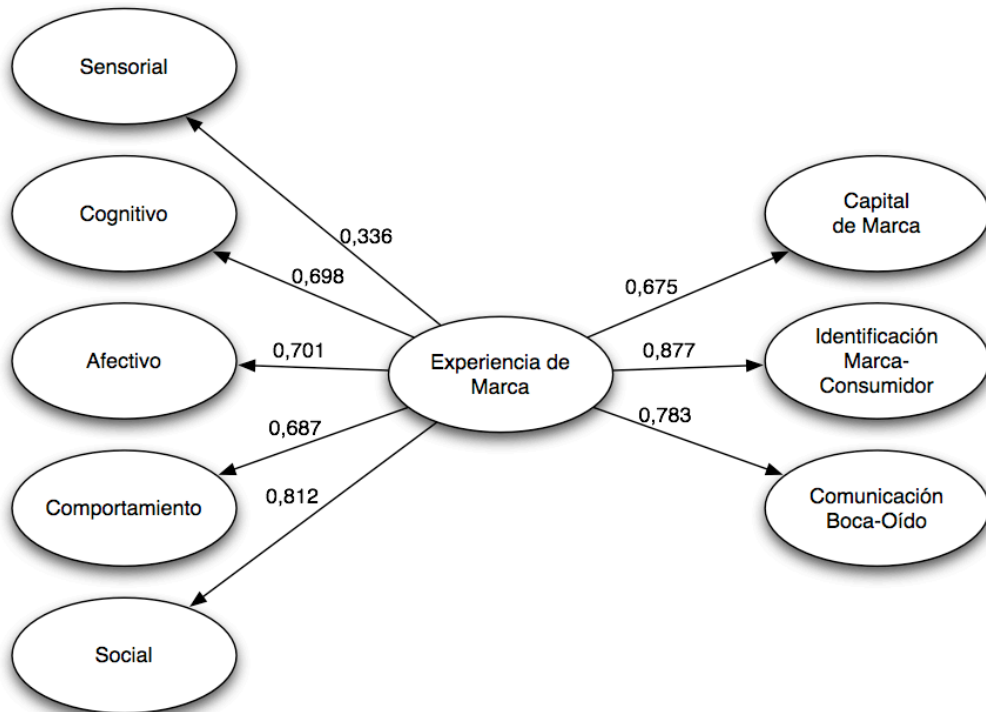 Sensorial
Cognitivo
Afectivo
Comportamiento
Social
0,336
0,698
0,701
0,687
0,812
Experiencia de
Marca
0,675
0,877
0,783
Capital
de Marca
Identificación
Marca-
Consumidor
Comunicación
Boca-Oído